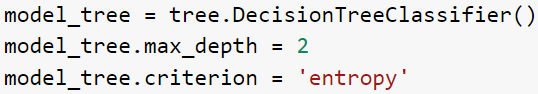 model_tree = tree.DecisionTreeClassifier()
model_tree.max_depth = 2
model_tree.criterion = 'entropy'